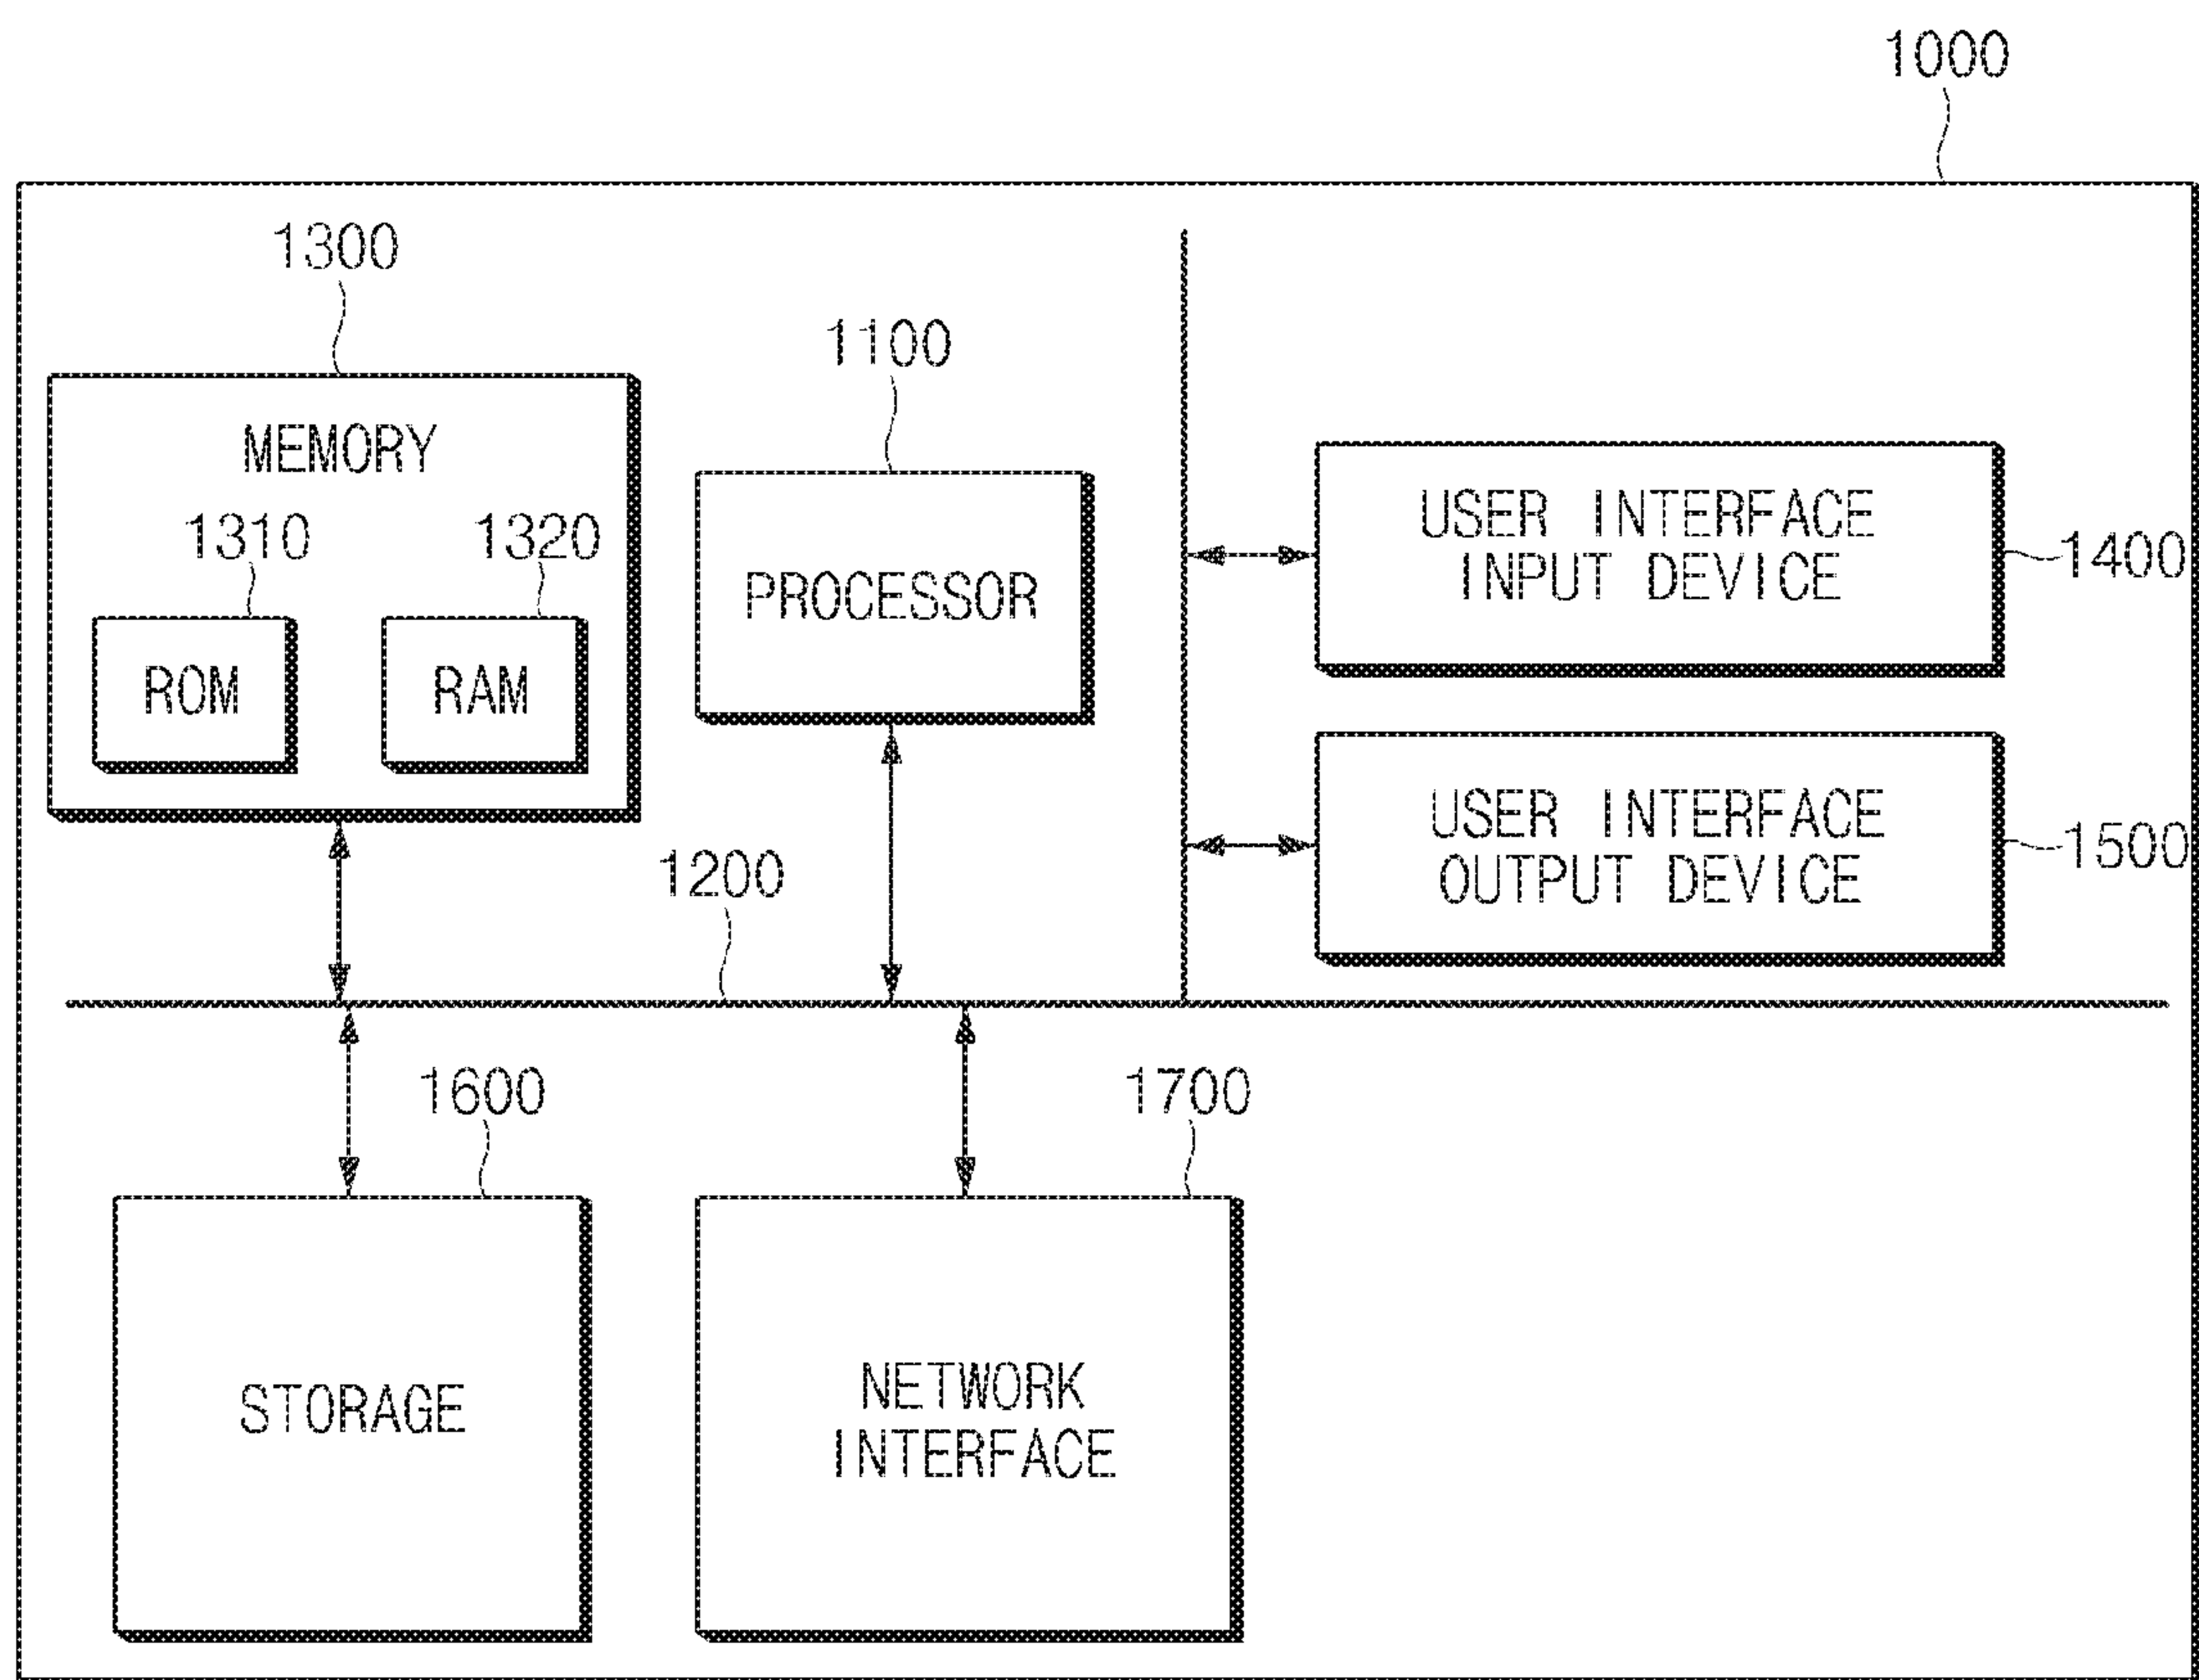 1000
1300
1100
MEMORY
1310
1320
ROM
RAM
PROCESSOR
USER INTERFACE
INPUT DEVICE
1400
USER INTERFACE
OUTPUT DEVICE
1500
1200
1600
1700
STORAGE
NETWORK
INTERFACE